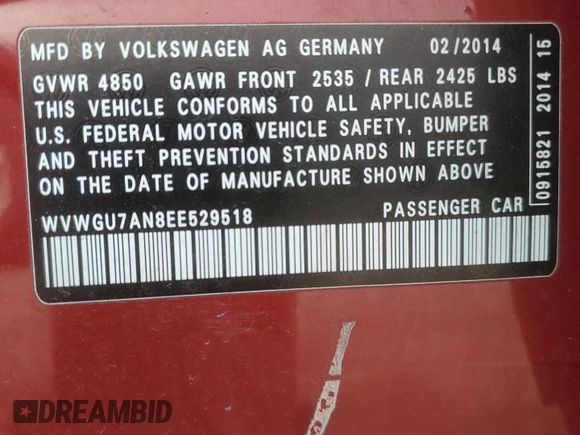 MFD BY VOLKSWAGEN AG GERMANY 02/2014
GVWR 4850 GAWR FRONT 2535 / REAR 2425 LBS
THIS VEHICLE CONFORMS TO ALL APPLICABLE
U.S. FEDERAL MOTOR VEHICLE SAFETY, BUMPER
AND THEFT PREVENTION STANDARDS IN EFFECT
ON THE DATE OF MANUFACTURE SHOWN ABOVE
WVWGU7AN8EE529518 PASSENGER CAR
0915821 2014 15
DREAMBID